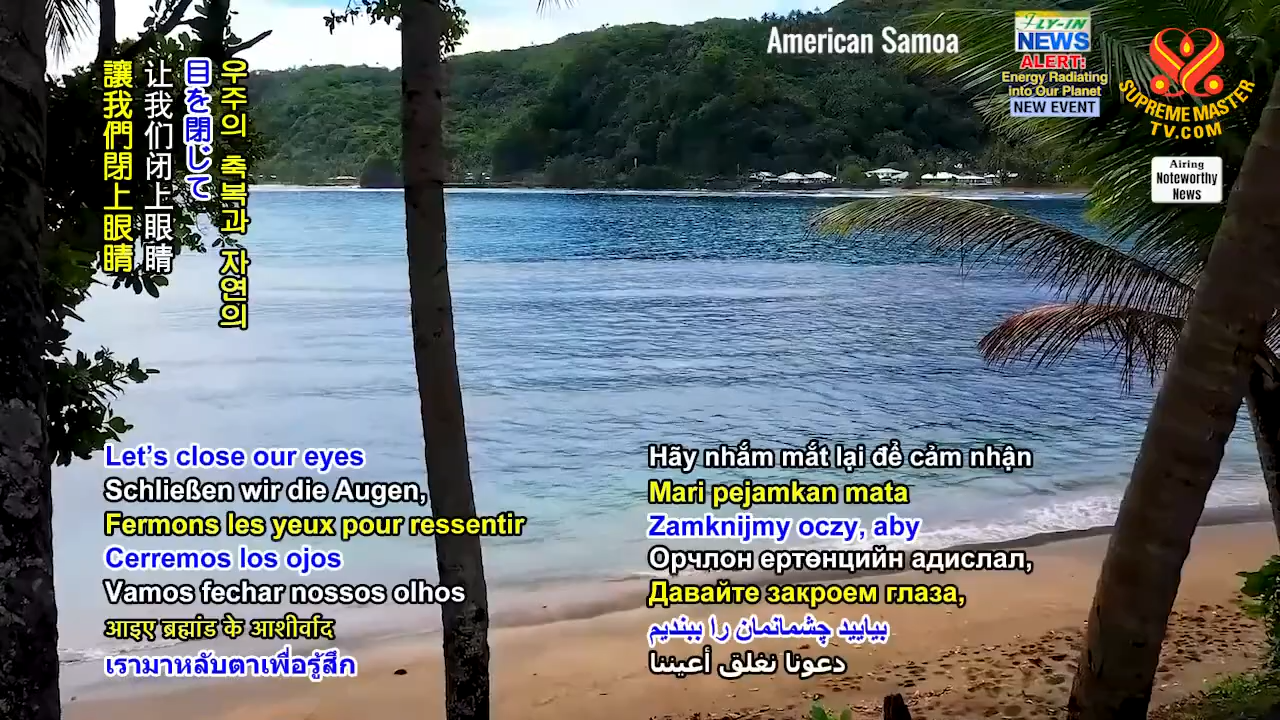 American Samoa
FLY-IN
NEWS
ALERT:
Energy Radiating
into Our Planet
NEW EVENT
SUPREME MASTER
TV.COM
Airing
Noteworthy
News
우주의 축복과 자연의
目を閉じて
让我们闭上眼睛
讓我們閉上眼睛
Let's close our eyes
Schließen wir die Augen,
Fermons les yeux pour ressentir
Cerremos los ojos
Vamos fechar nossos olhos
आइए ब्रह्मांड के आशीर्वाद
เรามาหลับตาเพื่อรู้สึก
Hãy nhắm mắt lại để cảm nhận
Mari pejamkan mata
Zamknijmy oczy, aby
Орчлон ертөнцийн адислал,
Давайте закроем глаза,
بیایید چشمانمان را ببندیم
دعونا نغلق أعيننا